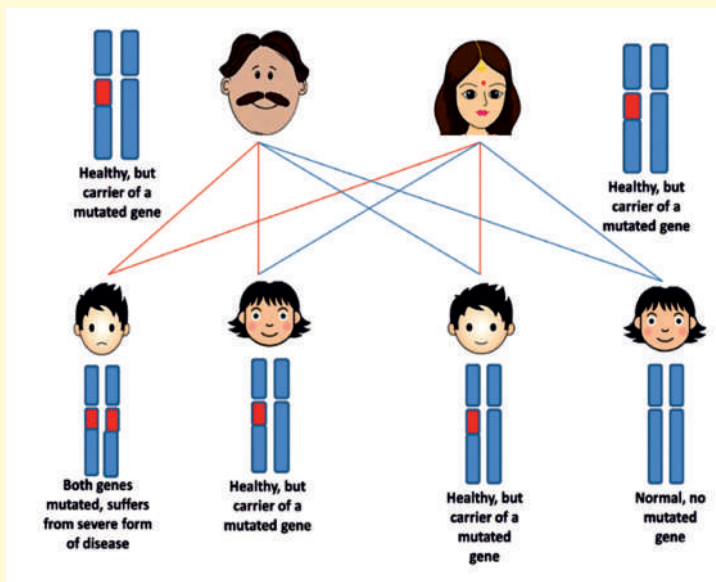 Healthy, but
carrier of a
mutated gene
Healthy, but
carrier of a
mutated gene
Both genes
mutated, suffers
from severe form
of disease
Healthy, but
carrier of a
mutated gene
Healthy, but
carrier of a
mutated
gene
Normal, no
mutated
gene